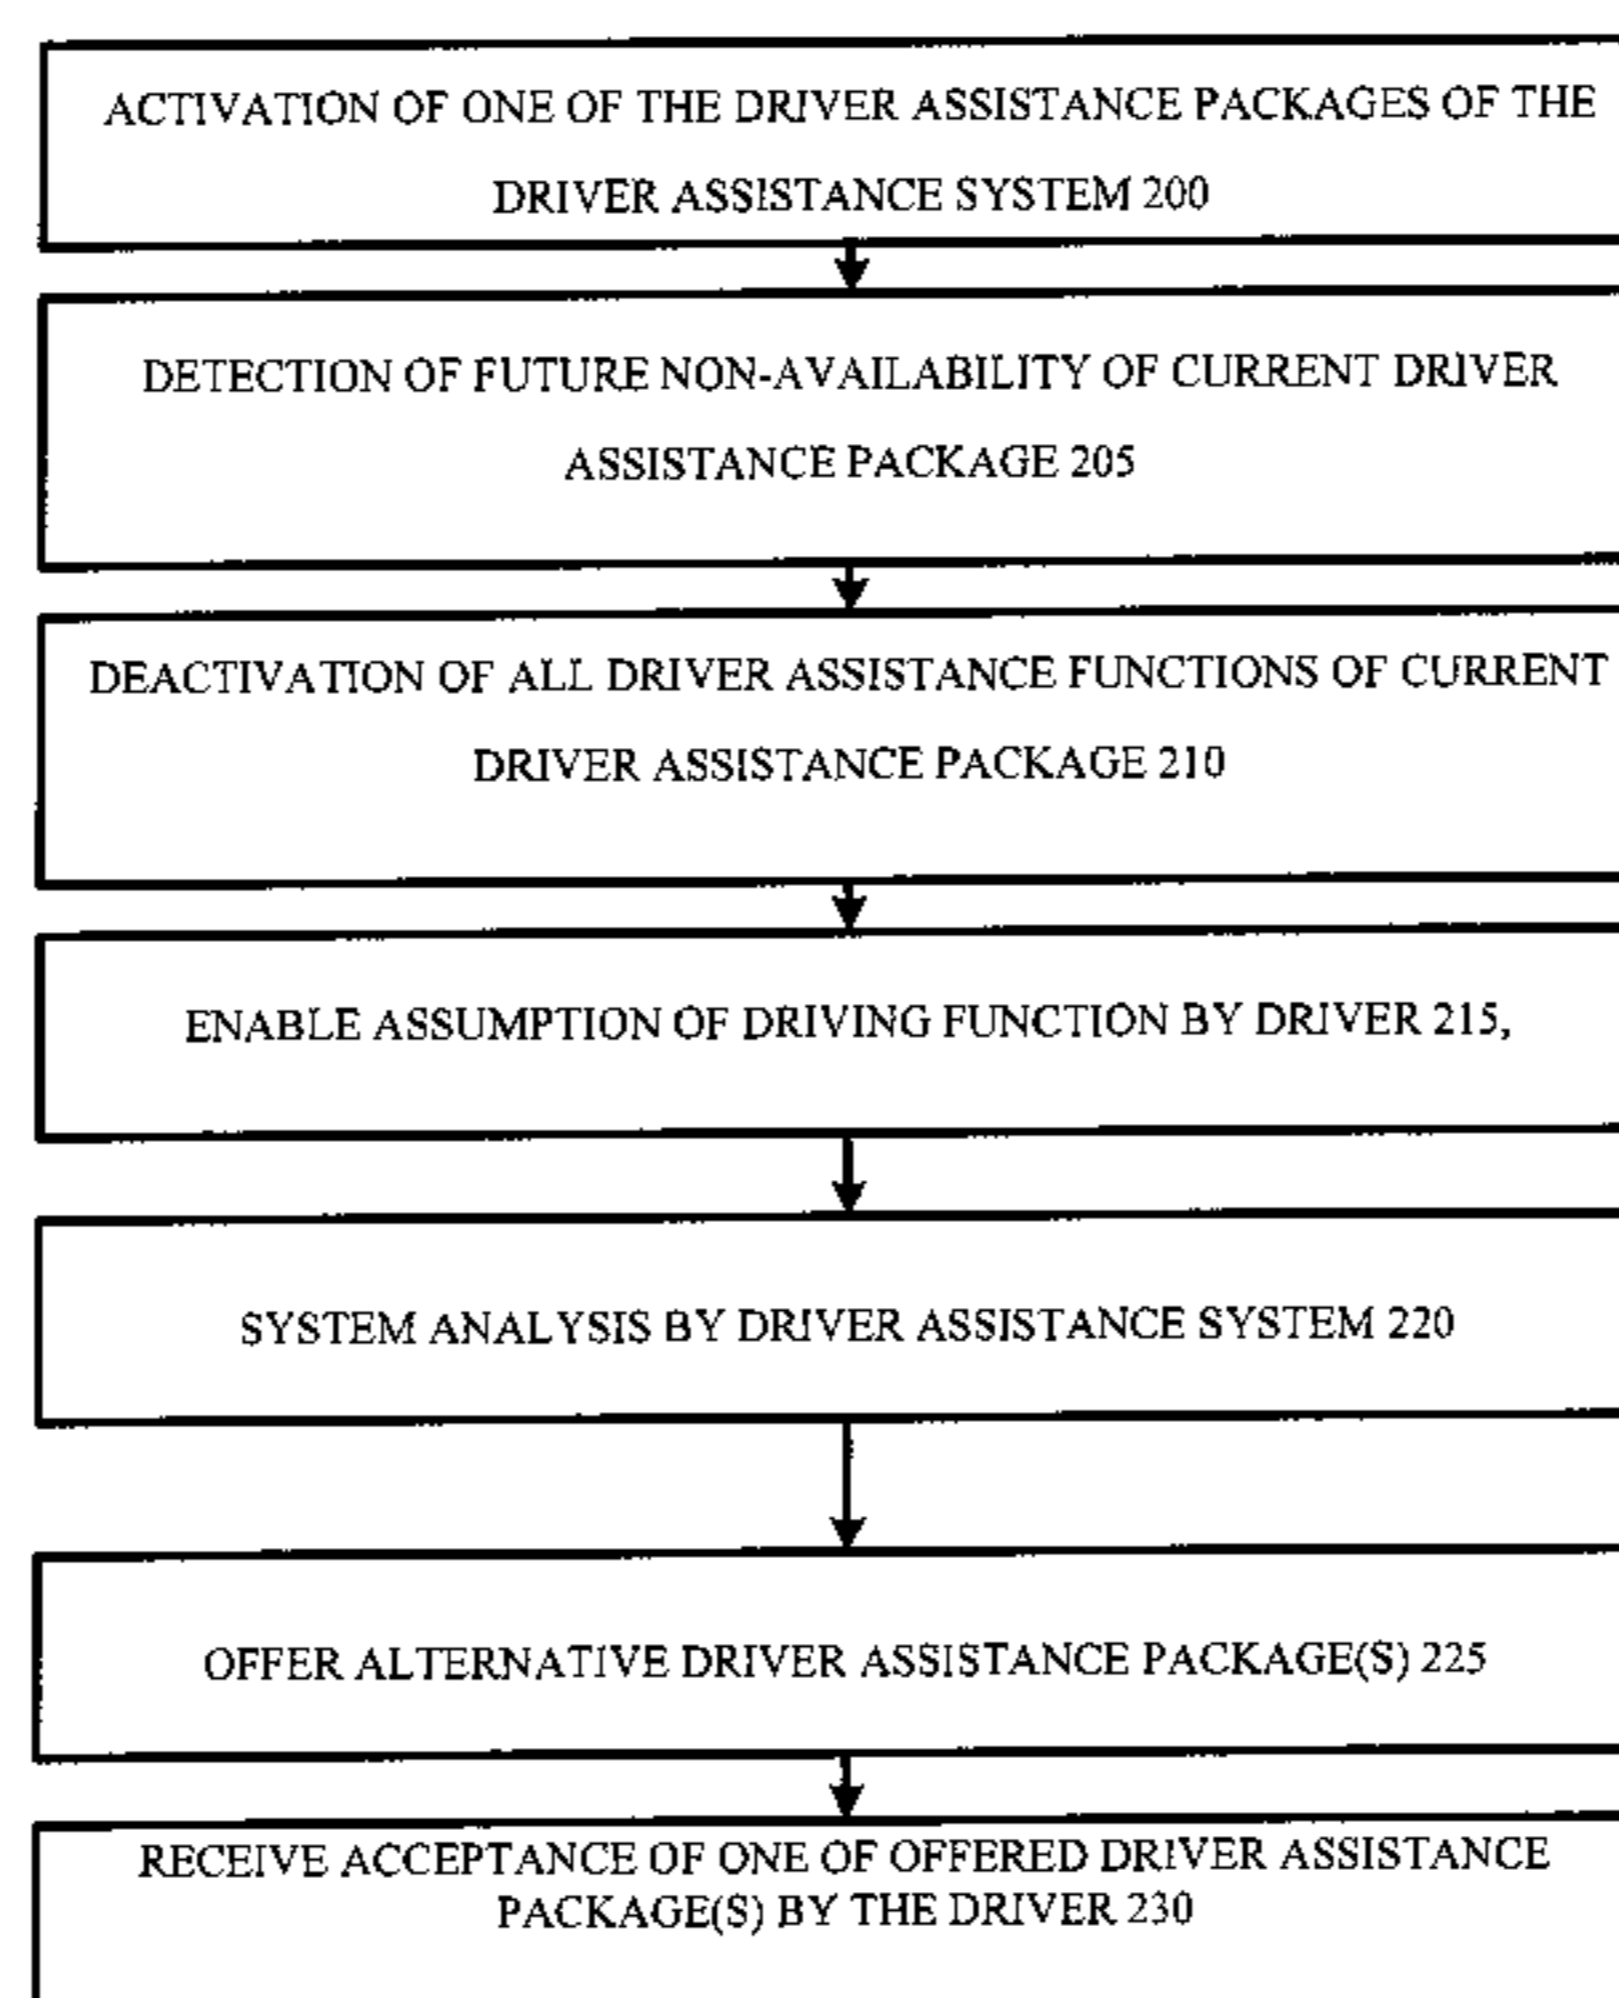 ACTIVATION OF ONE OF THE DRIVER ASSISTANCE PACKAGES OF THE
DRIVER ASSISTANCE SYSTEM 200
DETECTION OF FUTURE NON-AVAILABILITY OF CURRENT DRIVER
ASSISTANCE PACKAGE 205
DEACTIVATION OF ALL DRIVER ASSISTANCE FUNCTIONS OF CURRENT
DRIVER ASSISTANCE PACKAGE 210
ENABLE ASSUMPTION OF DRIVING FUNCTION BY DRIVER 215,
SYSTEM ANALYSIS BY DRIVER ASSISTANCE SYSTEM 220
OFFER ALTERNATIVE DRIVER ASSISTANCE PACKAGE(S) 225
RECEIVE ACCEPTANCE OF ONE OF OFFERED DRIVER ASSISTANCE
PACKAGE(S) BY THE DRIVER 230